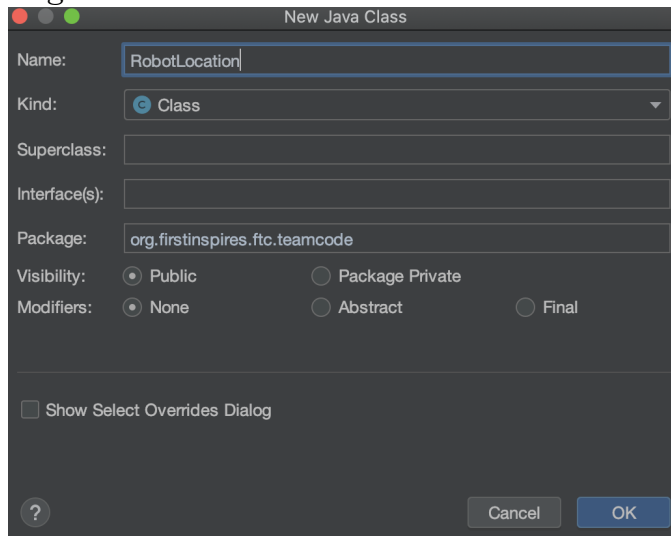 New Java Class
Name: RobotLocation
Kind: C Class
Superclass:
Interface(s):
Package: org.firstinspires.ftc.teamcode
Visibility: Public Package Private
Modifiers: None Abstract Final
Show Select Overrides Dialog
? Cancel OK